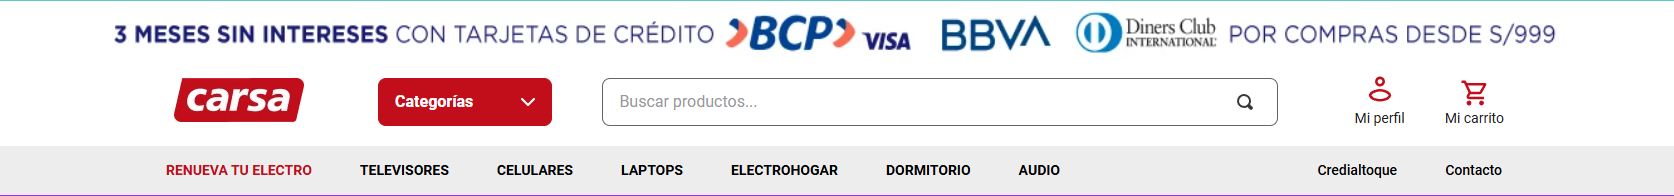 3 MESES SIN INTERESES CON TARJETAS DE CRÉDITO BCP VISA BBVA Diners Club INTERNATIONAL POR COMPRAS DESDE S/999
carsa Categorías Buscar productos... Mi perfil Mi carrito
RENUEVA TU ELECTRO TELEVISORES CELULARES LAPTOPS ELECTROHOGAR DORMITORIO AUDIO Credialtoque Contacto